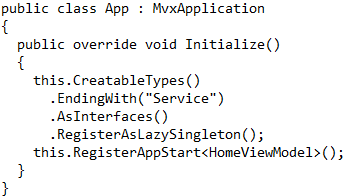 public class App : MvxApplication
{
  public override void Initialize()
  {
    this.CreatableTypes()
      .EndingWith("Service")
      .AsInterfaces()
      .RegisterAsLazySingleton();
    this.RegisterAppStart<HomeViewModel>();
  }
}